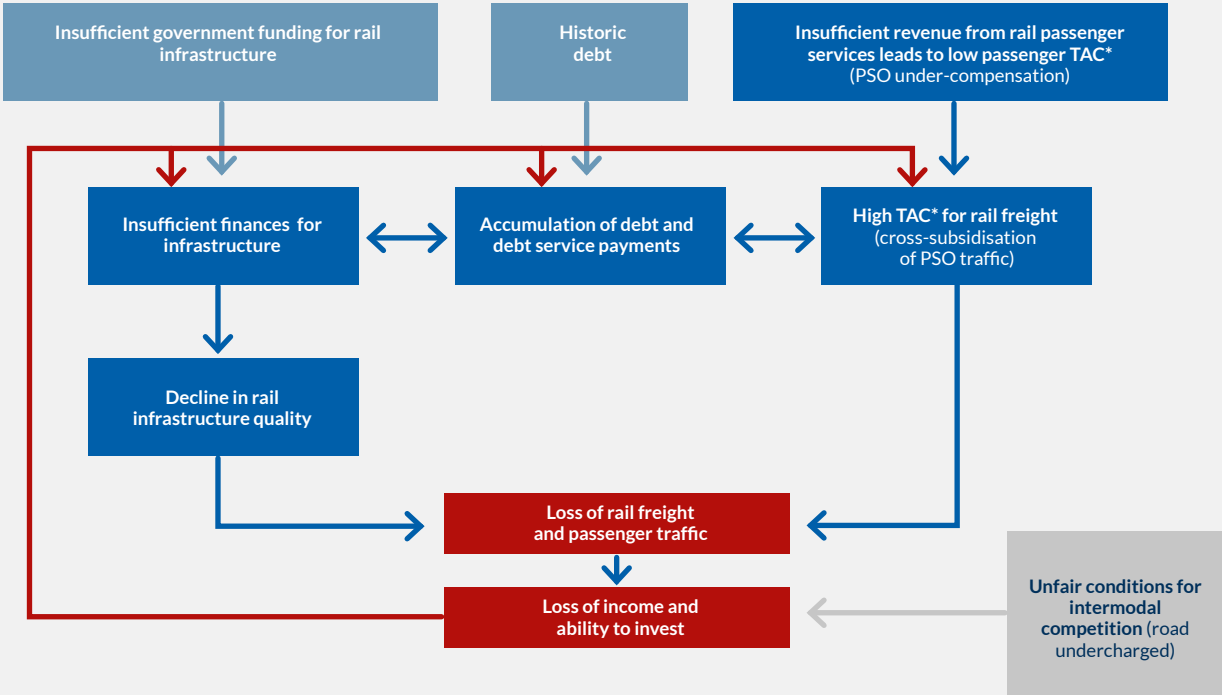 Insufficient government funding for rail
infrastructure
Historic
debt
Insufficient revenue from rail passenger
services leads to low passenger TAC*
(PSO under-compensation)
Insufficient finances for
infrastructure
Accumulation of debt and
debt service payments
High TAC* for rail freight
(cross-subsidisation
of PSO traffic)
Decline in rail
infrastructure quality
Loss of rail freight
and passenger traffic
Loss of income and
ability to invest
Unfair conditions for
intermodal
competition (road
undercharged)